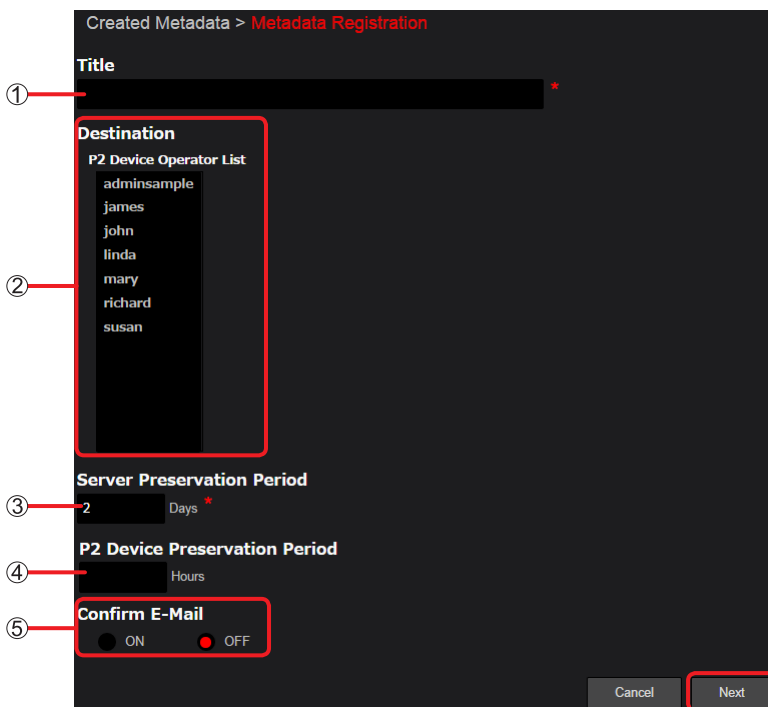 Created Metadata > Metadata Registration
Title
① *
Destination
P2 Device Operator List
adminsample
james
john
linda
② mary
richard
susan
Server Preservation Period
③ 2 Days *
P2 Device Preservation Period
④ Hours
Confirm E-Mail
⑤ ON OFF
Cancel Next